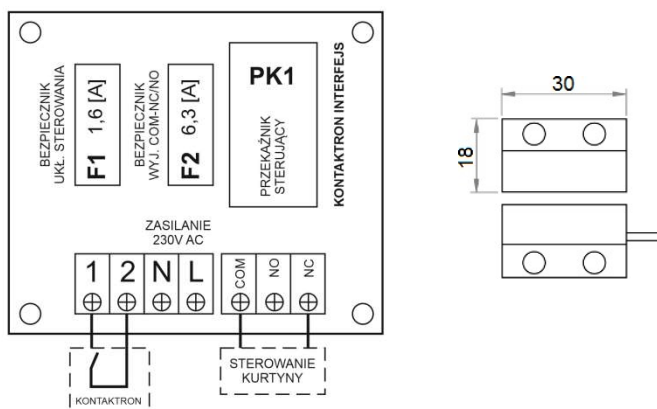 BEZPIECZNIK
UKŁ. STEROWANIA
F1 1,6 [A]
BEZPIECZNIK
WYJ. COM-NC/NO
F2 6,3 [A]
PK1
PRZEKAŹNIK
STERUJĄCY
KONTAKTRON INTERFEJS
ZASILANIE
230V AC
1 2 N L
COM NO NC
KONTAKTRON
STEROWANIE
KURTYNY
30
18